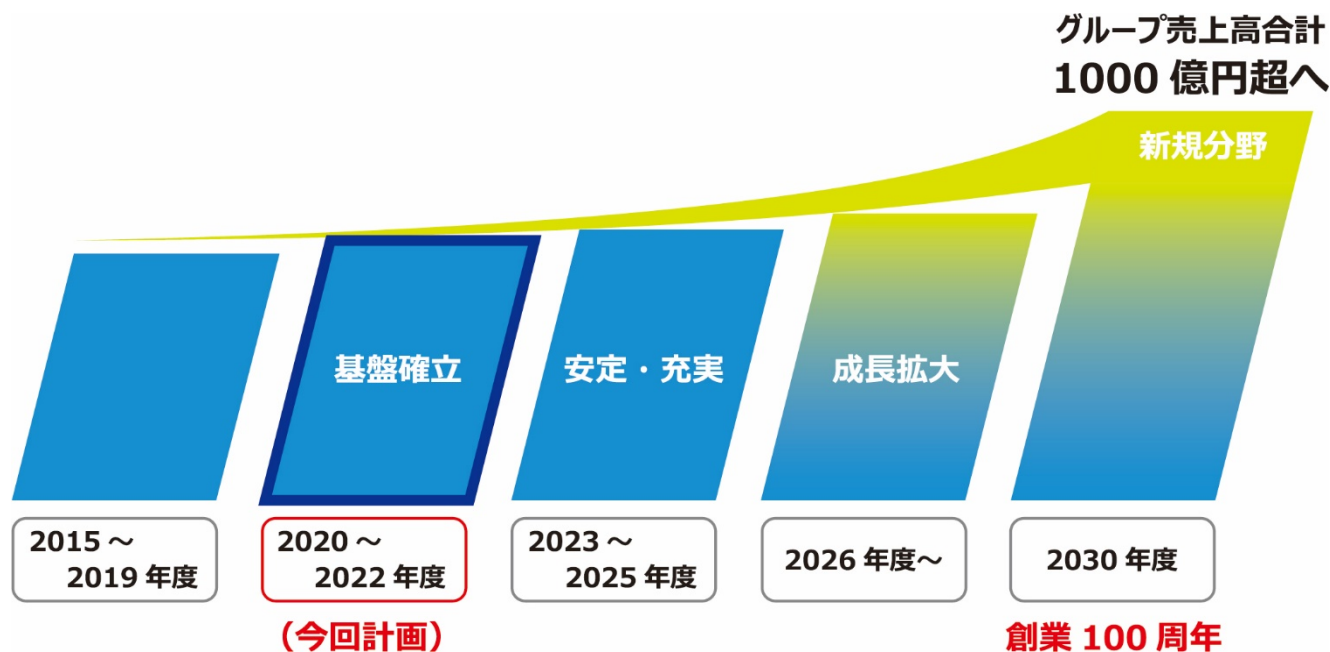 グループ売上高合計
1000 億円超へ
新規分野
基盤確立
安定・充実
成長拡大
2015～
2019 年度
2020～
2022 年度
2023～
2025 年度
2026 年度～
2030 年度
（今回計画）
創業 100 周年